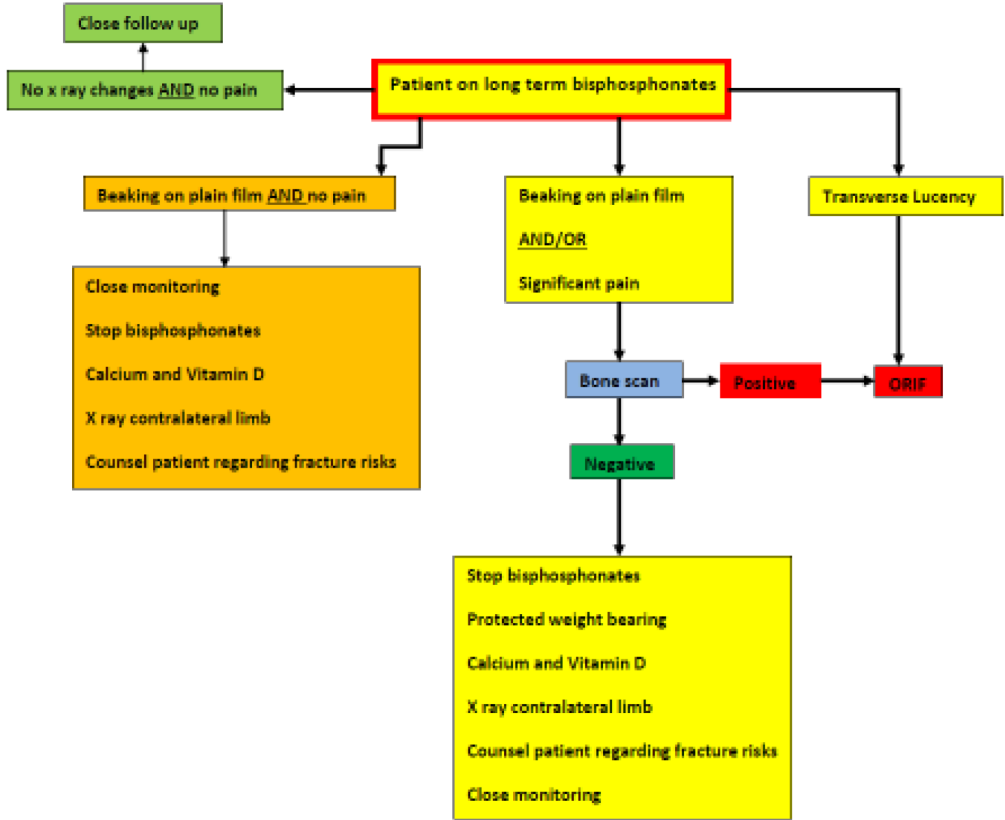 Close follow up
No x ray changes AND no pain
Patient on long term bisphosphonates
Beaking on plain film AND no pain
Close monitoring
Stop bisphosphonates
Calcium and Vitamin D
X ray contralateral limb
Counsel patient regarding fracture risks
Beaking on plain film
AND/OR
Significant pain
Transverse Lucency
Bone scan
Positive
ORIF
Negative
Stop bisphosphonates
Protected weight bearing
Calcium and Vitamin D
X ray contralateral limb
Counsel patient regarding fracture risks
Close monitoring